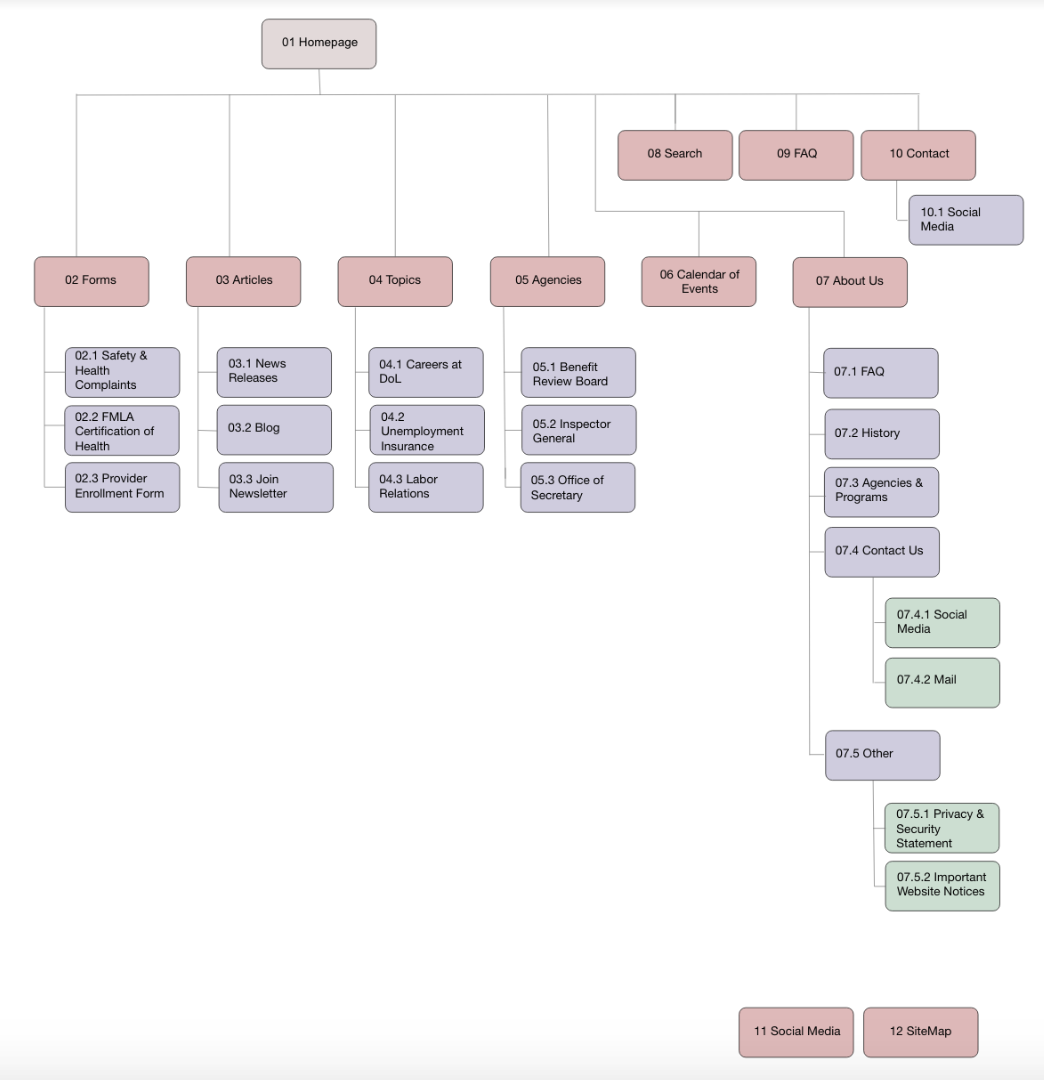 01 Homepage
08 Search
09 FAQ
10 Contact
10.1 Social
Media
02 Forms
03 Articles
04 Topics
05 Agencies
06 Calendar of
Events
07 About Us
02.1 Safety &
Health
Complaints
02.2 FMLA
Certification of
Health
02.3 Provider
Enrollment Form
03.1 News
Releases
03.2 Blog
03.3 Join
Newsletter
04.1 Careers at
DoL
04.2
Unemployment
Insurance
04.3 Labor
Relations
05.1 Benefit
Review Board
05.2 Inspector
General
05.3 Office of
Secretary
07.1 FAQ
07.2 History
07.3 Agencies &
Programs
07.4 Contact Us
07.4.1 Social
Media
07.4.2 Mail
07.5 Other
07.5.1 Privacy &
Security
Statement
07.5.2 Important
Website Notices
11 Social Media
12 SiteMap